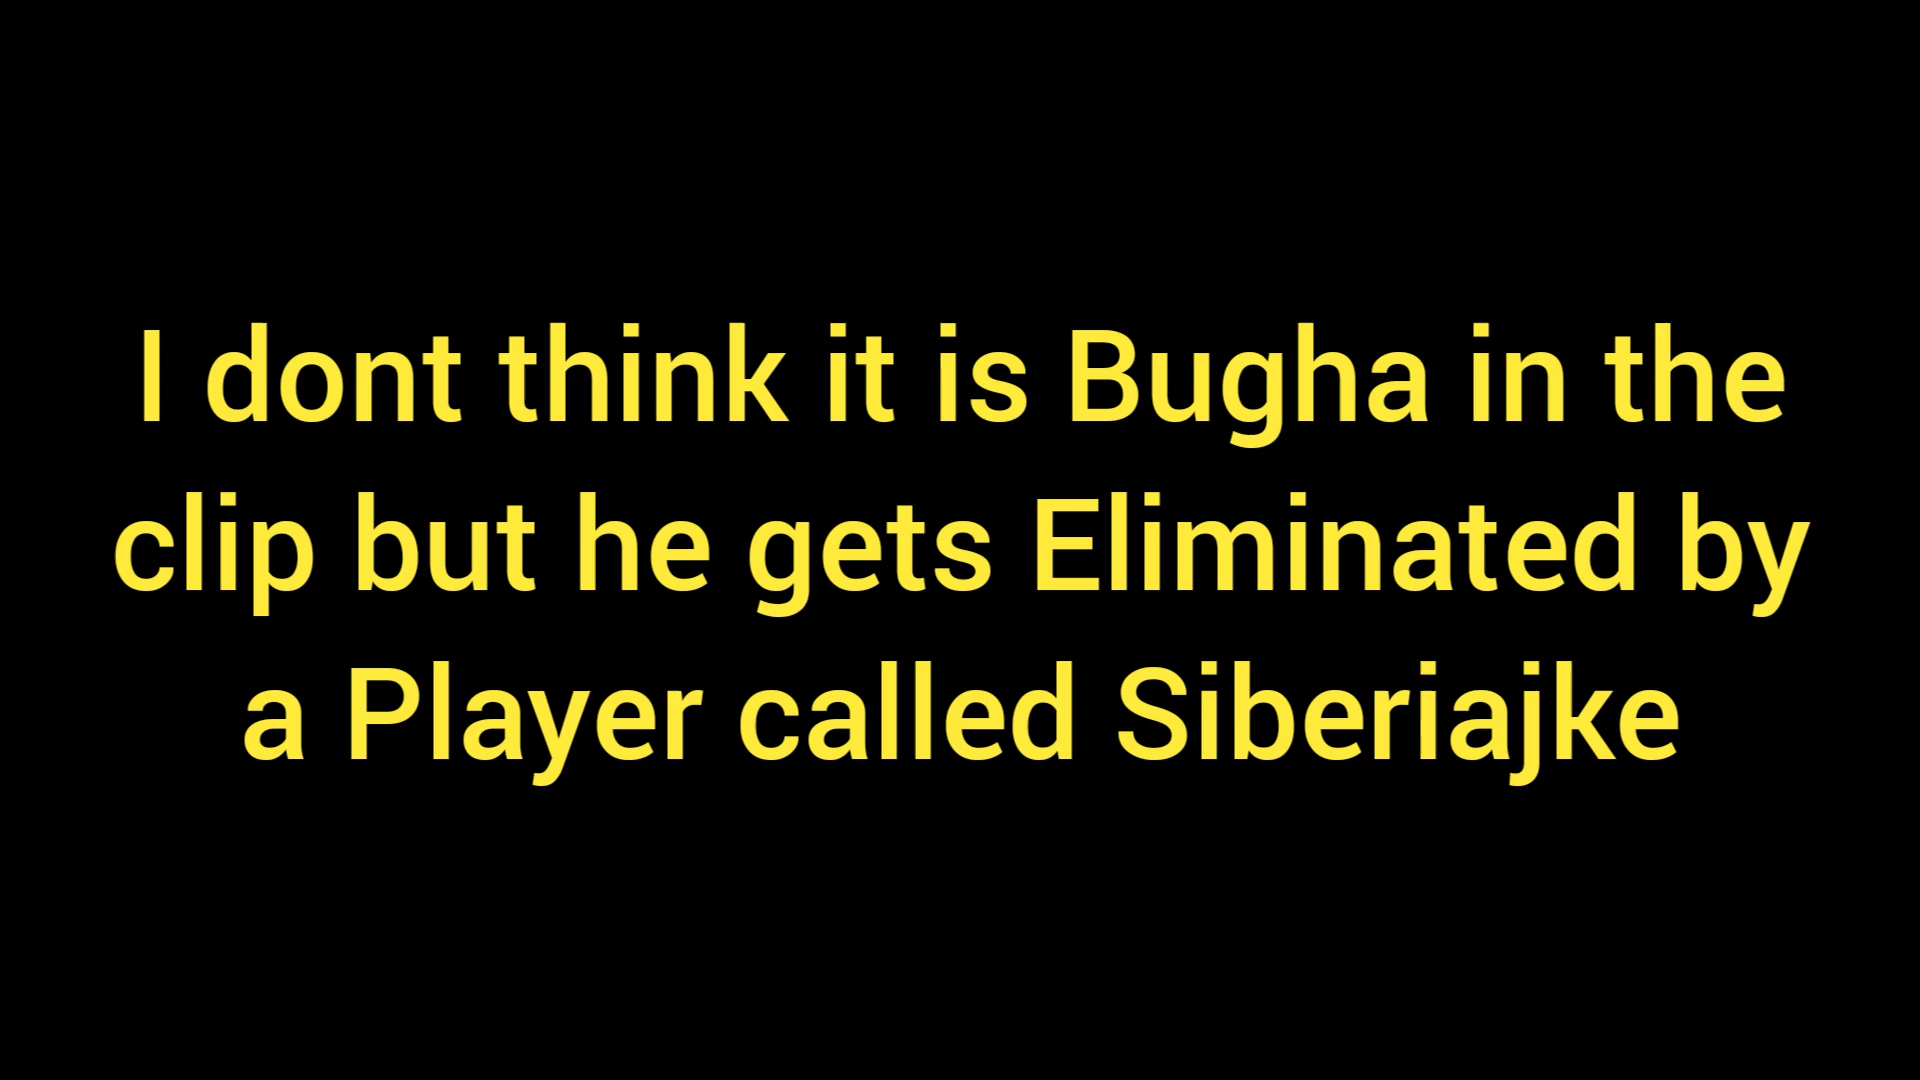 I dont think it is Bugha in the
clip but he gets Eliminated by
a Player called Siberiajke